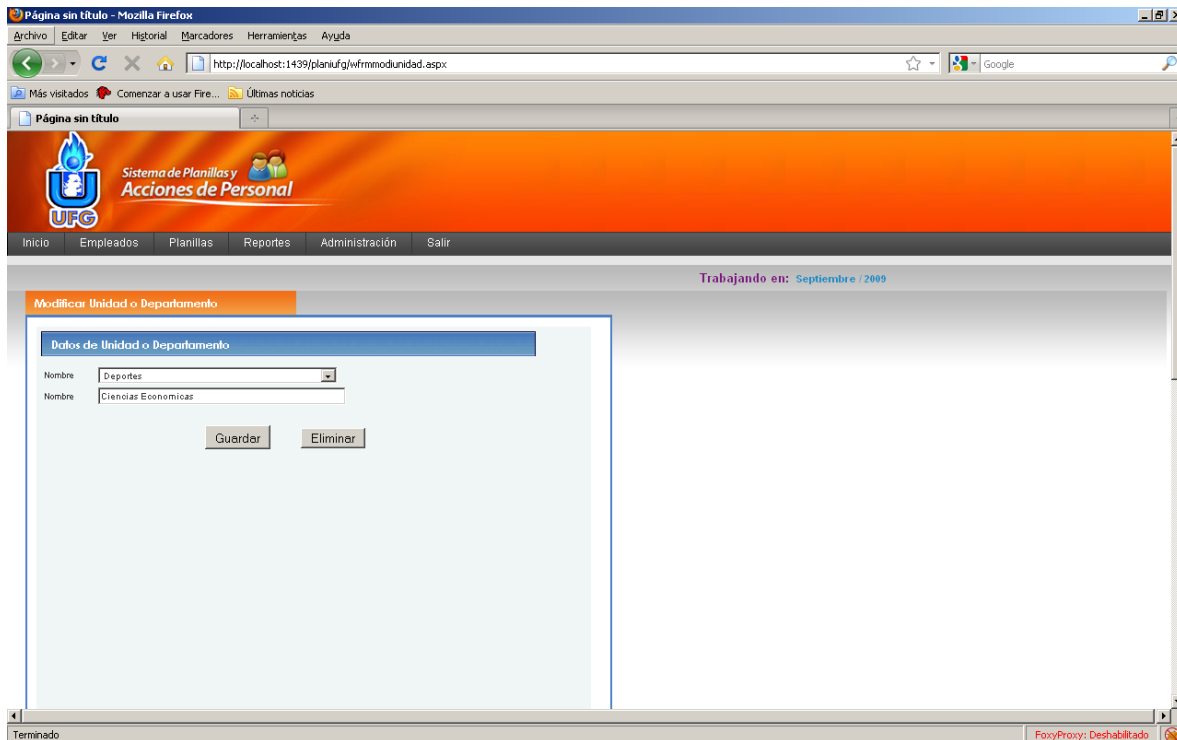 Página sin título - Mozilla Firefox
Archivo Editar Ver Historial Marcadores Herramientas Ayuda
http://localhost:1439/planiufg/wfrmmodiunidad.aspx Google
Más visitados Comenzar a usar Fire... Últimas noticias
Página sin título
Sistema de Planillas y
Acciones de Personal
UFG
Inicio Empleados Planillas Reportes Administración Salir
Trabajando en: Septiembre / 2009
Modificar Unidad o Departamento
Datos de Unidad o Departamento
Nombre Deportes
Nombre Ciencias Economicas
Guardar Eliminar
Terminado FoxyProxy: Deshabilitado